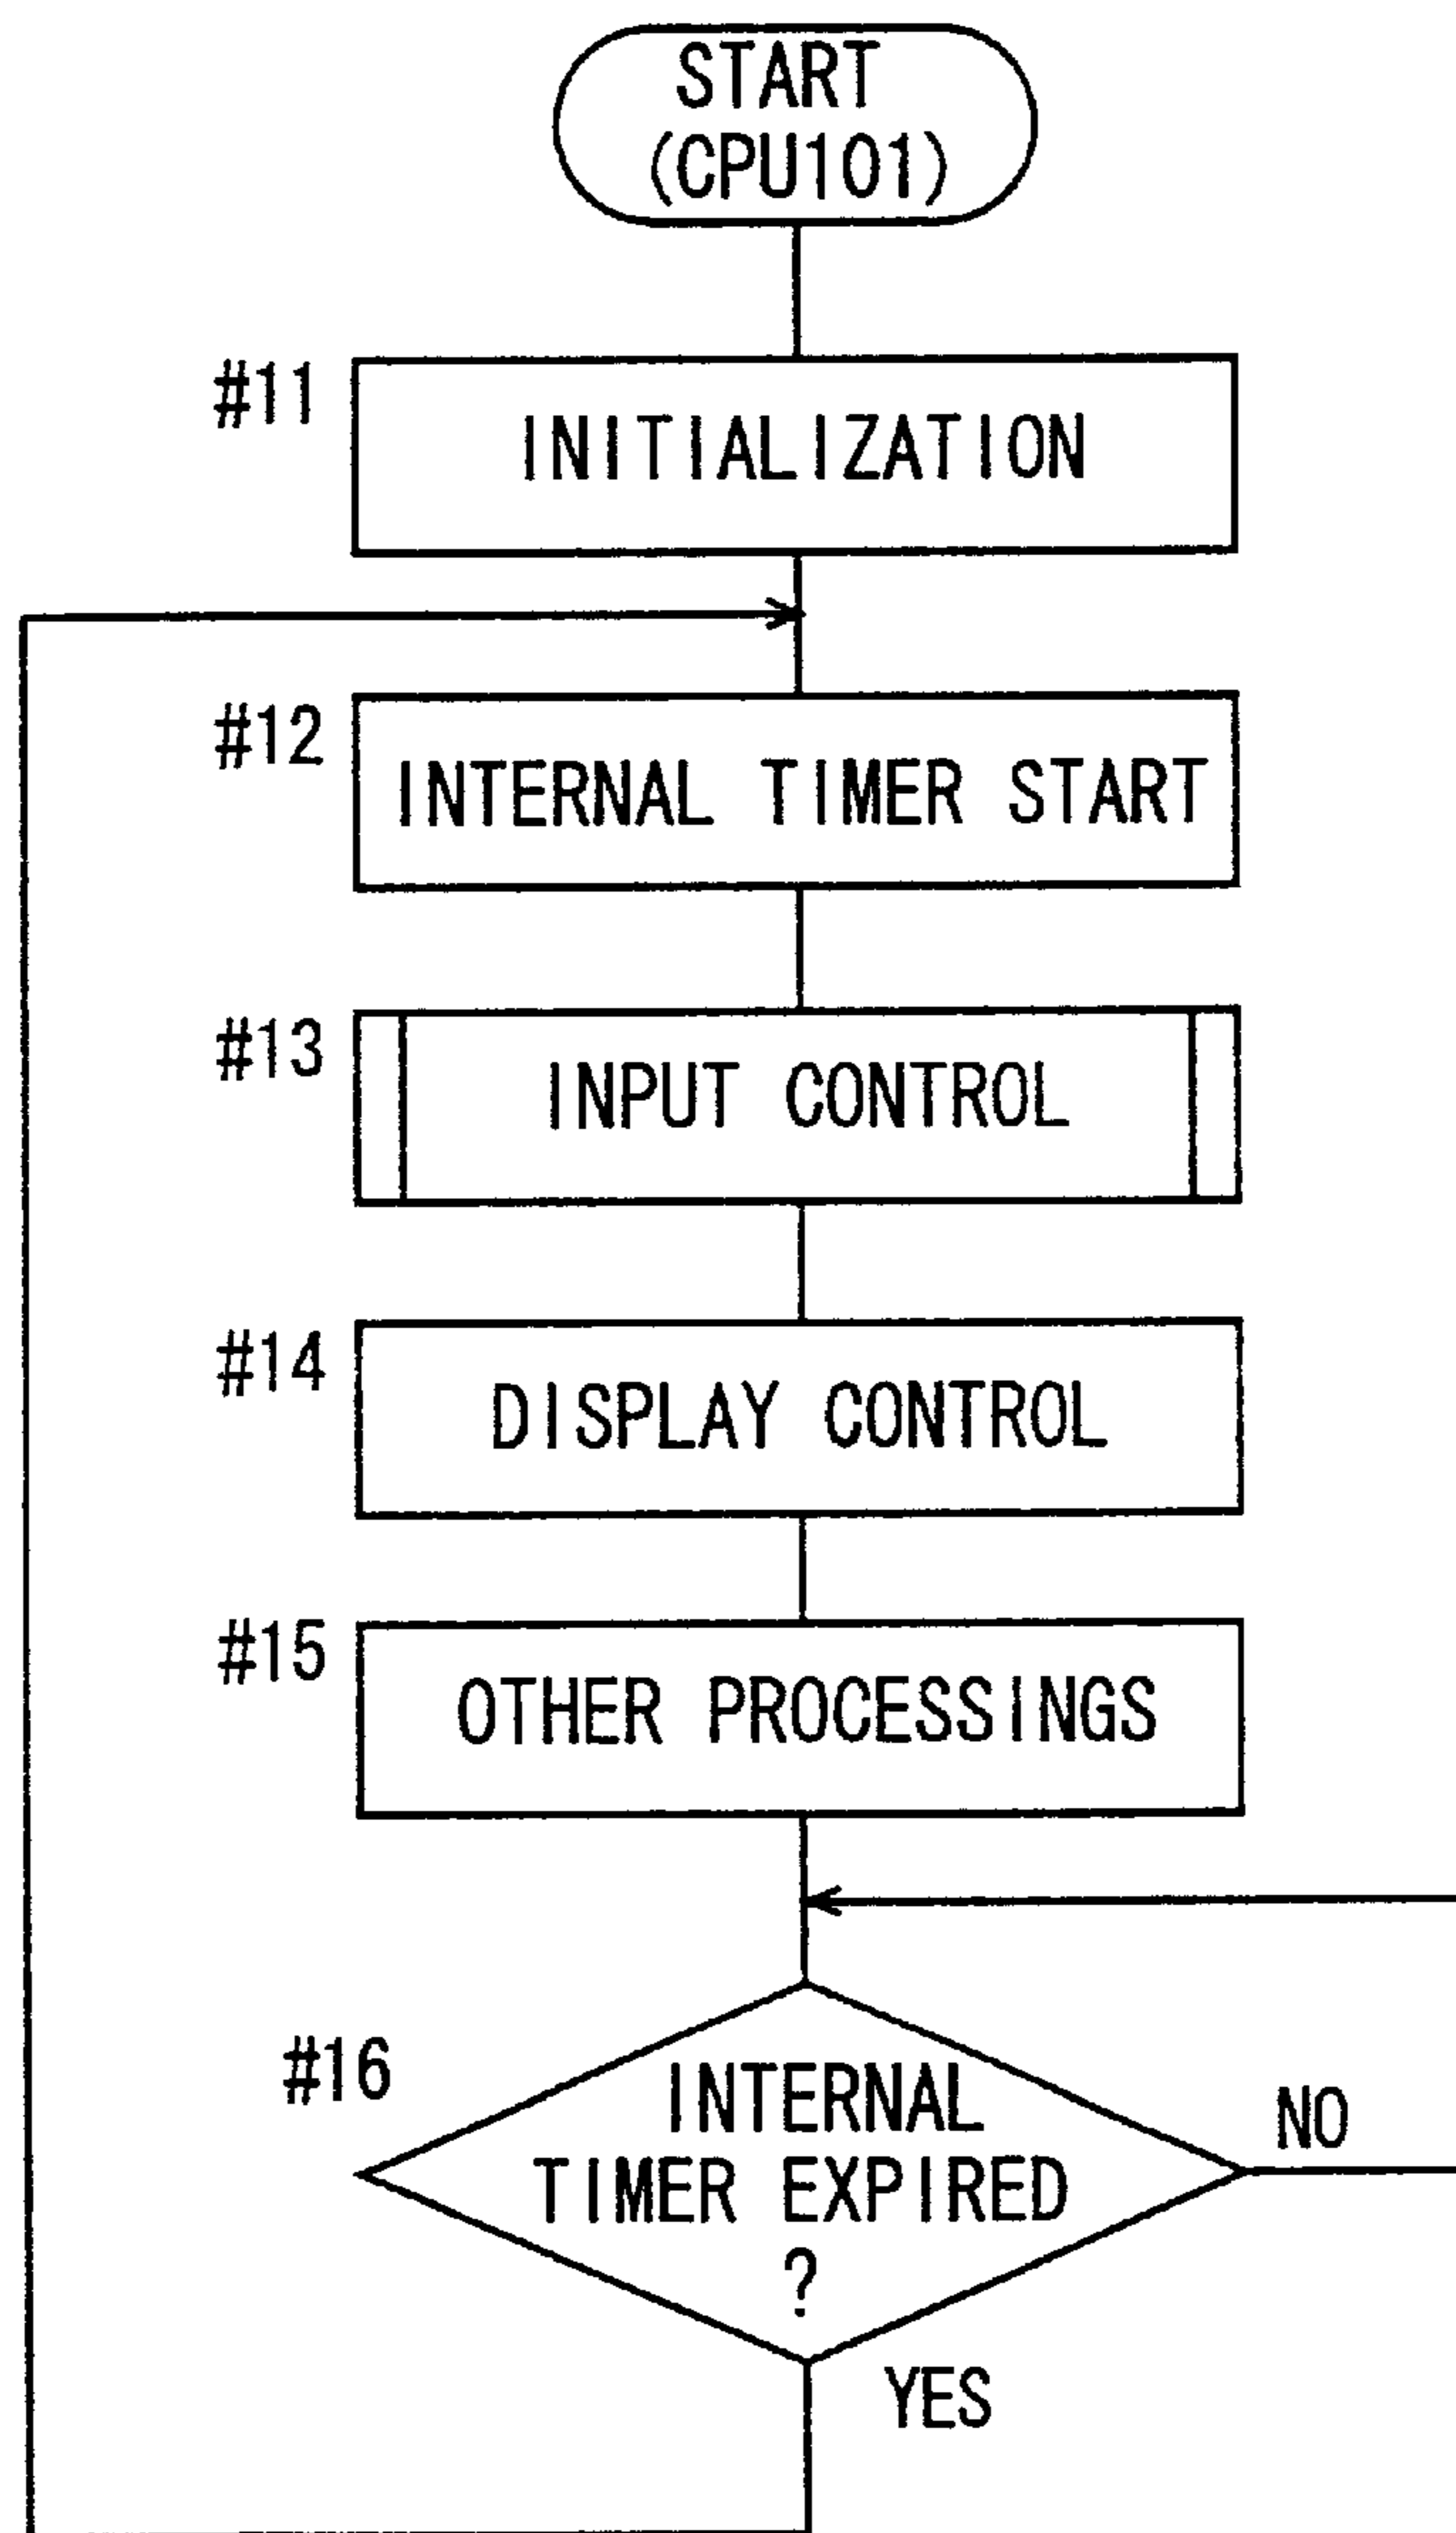 START
(CPU101)
#11
INITIALIZATION
#12
INTERNAL TIMER START
#13
INPUT CONTROL
#14
DISPLAY CONTROL
#15
OTHER PROCESSINGS
#16
INTERNAL
TIMER EXPIRED
?
NO
YES